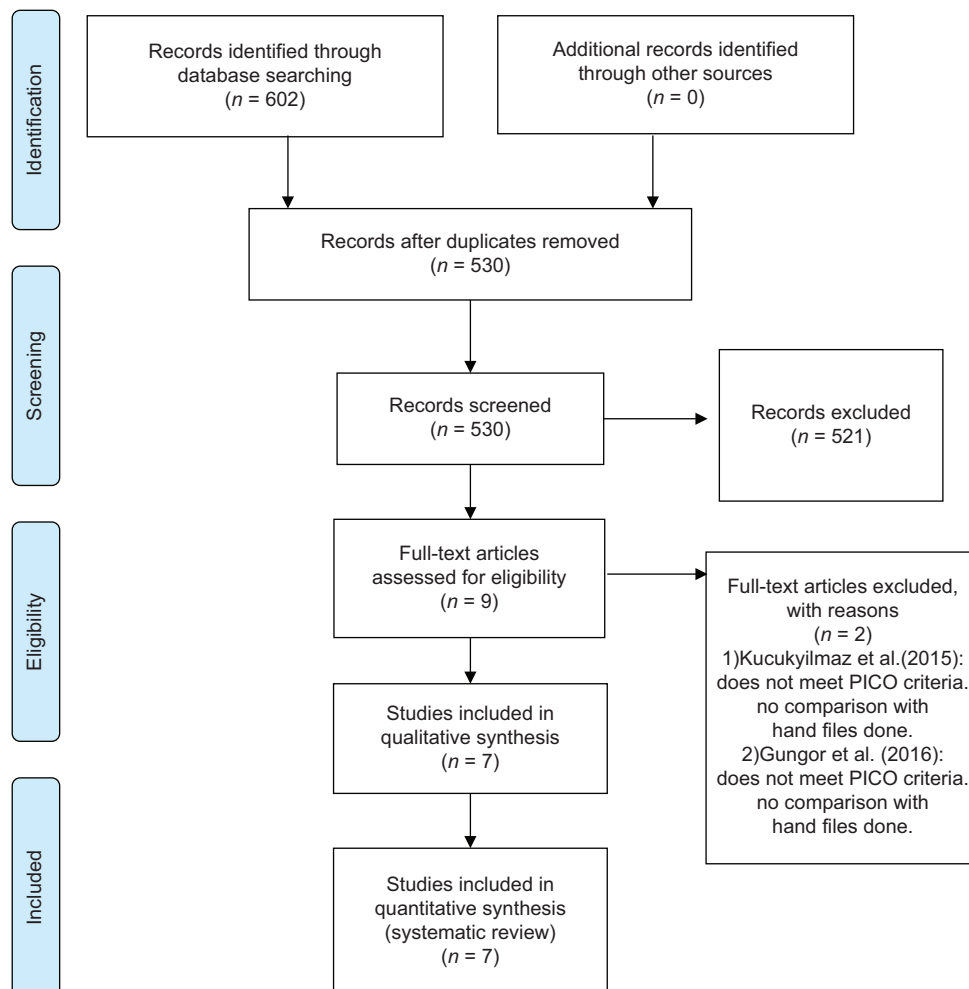 Identification
Records identified through
database searching
(n = 602)
Additional records identified
through other sources
(n = 0)
Records after duplicates removed
(n = 530)
Screening
Records screened
(n = 530)
Records excluded
(n = 521)
Eligibility
Full-text articles
assessed for eligibility
(n = 9)
Full-text articles excluded,
with reasons
(n = 2)
1)Kucukyilmaz et al.(2015):
does not meet PICO criteria.
no comparison with
hand files done.
2)Gungor et al. (2016):
does not meet PICO criteria.
no comparison with
hand files done.
Studies included in
qualitative synthesis
(n = 7)
Included
Studies included in
quantitative synthesis
(systematic review)
(n = 7)